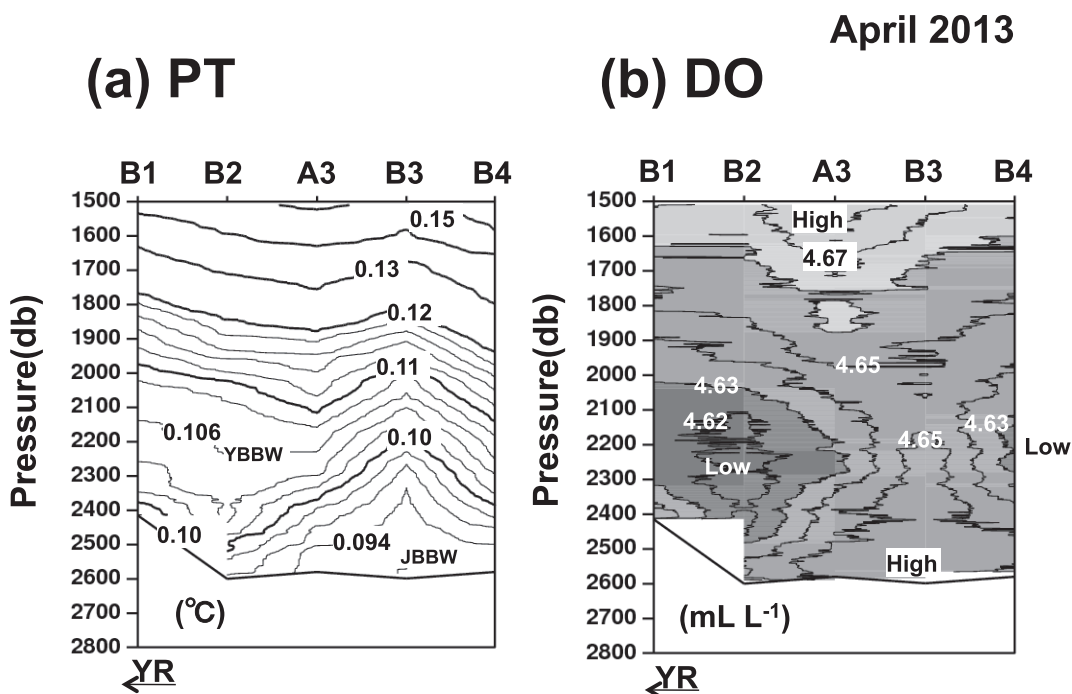 April 2013
(a) PT
(b) DO
B1 B2 A3 B3 B4
B1 B2 A3 B3 B4
Pressure(db)
1500
1600
1700
1800
1900
2000
2100
2200
2300
2400
2500
2600
2700
2800
0.15
0.13
0.12
0.11
0.106
YBBW
0.10
0.10
0.094
JBBW
(℃)
YR
Pressure(db)
1500
1600
1700
1800
1900
2000
2100
2200
2300
2400
2500
2600
2700
2800
High
4.67
4.65
4.63
4.62
4.63
4.65
Low
Low
High
(mL L-1)
YR